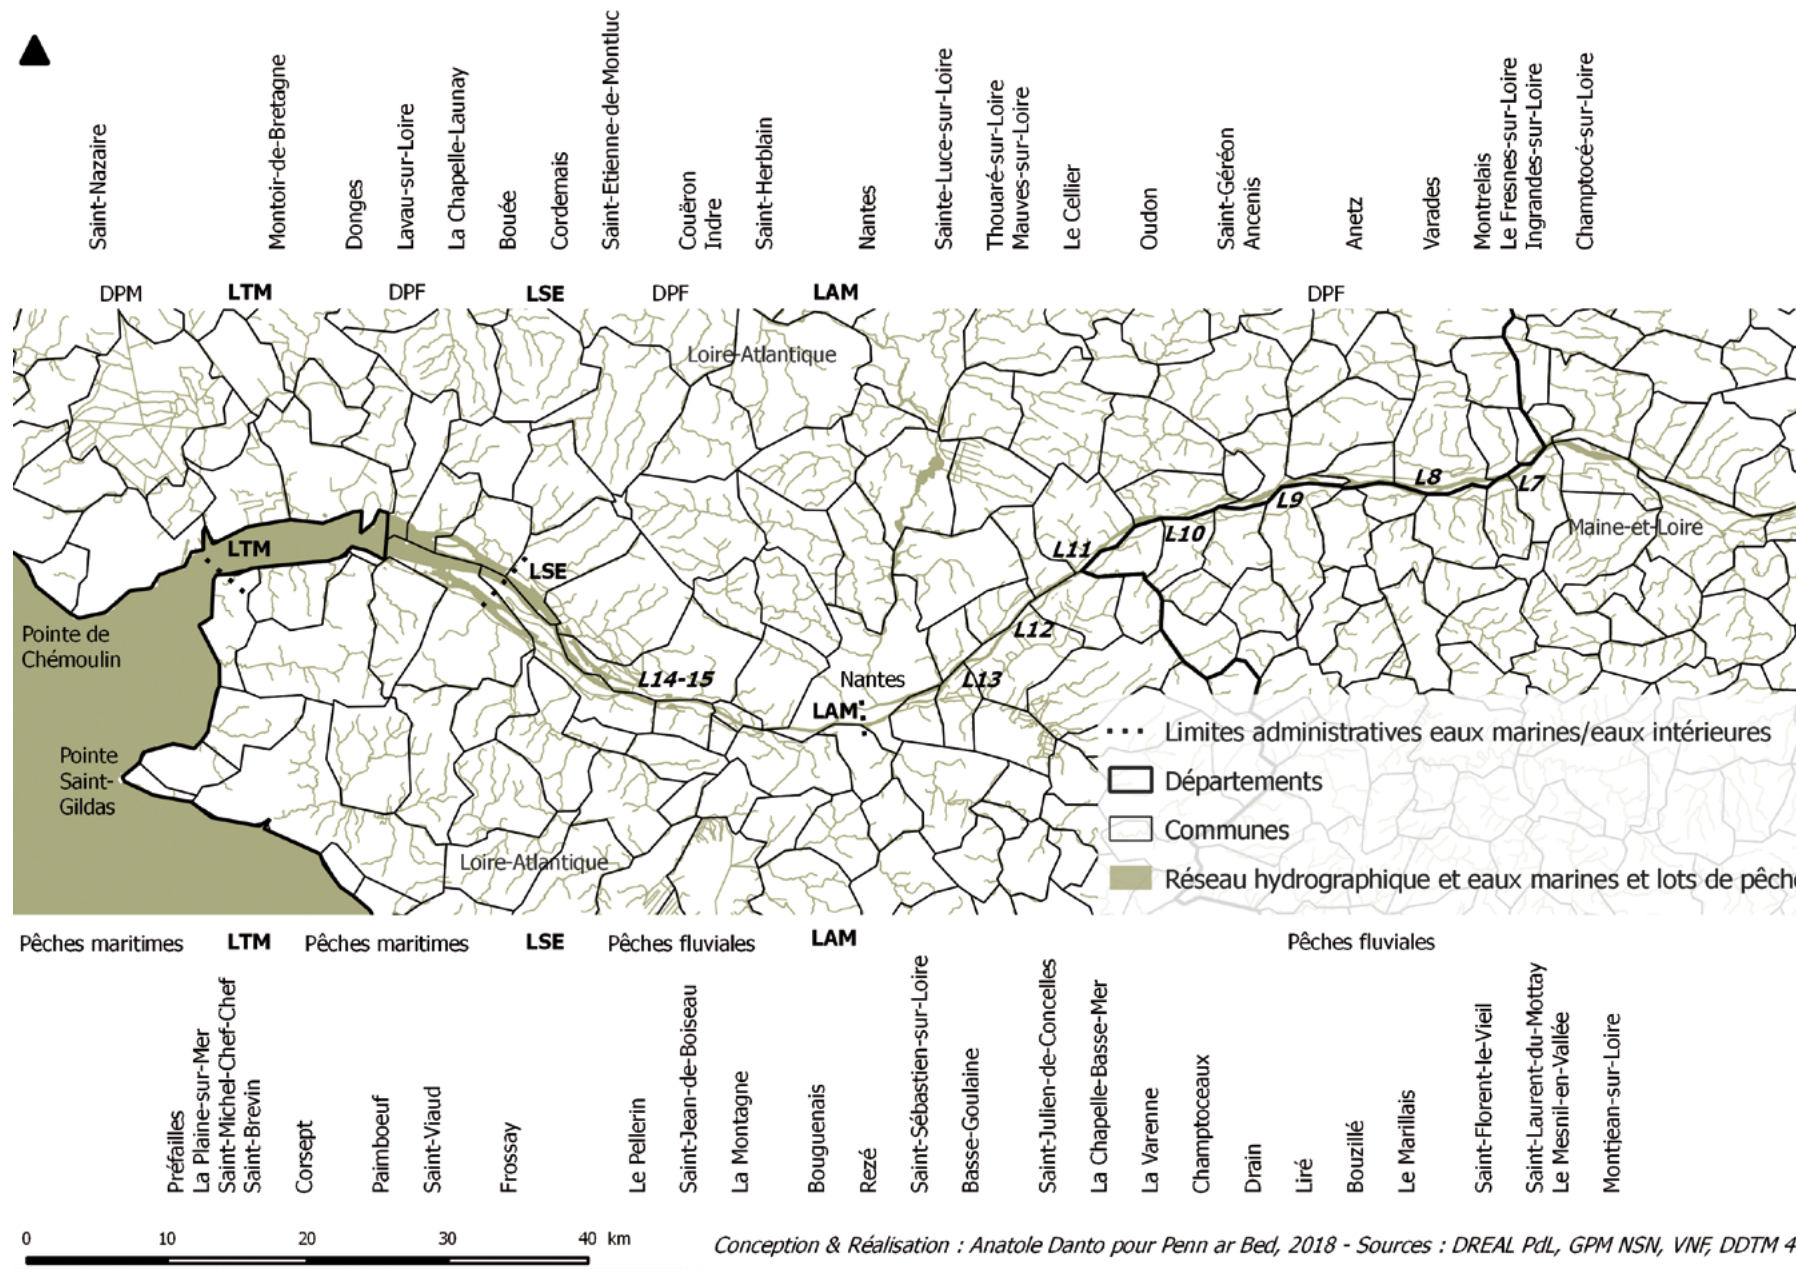 Saint-Nazaire
Montoir-de-Bretagne
Donges
Lavau-sur-Loire
La Chapelle-Launay
Bouée
Cordemais
Saint-Etienne-de-Montluc
Couëron
Indre
Saint-Herblain
Nantes
Sainte-Luce-sur-Loire
Thouaré-sur-Loire
Mauves-sur-Loire
Le Cellier
Oudon
Saint-Géréon
Ancenis
Anetz
Varades
Montrelais
Le Fresnes-sur-Loire
Ingrandes-sur-Loire
Champtocé-sur-Loire
DPM LTM DPF LSE DPF LAM DPF
Loire-Atlantique
L8
L7
L9
L10
Maine-et-Loire
LTM
L11
LSE
L12
Pointe de
Chémoulin
L14-15
Nantes
L13
LAM
Pointe
Saint-
Gildas
Loire-Atlantique
Limites administratives eaux marines/eaux intérieures
Départements
Communes
Réseau hydrographique et eaux marines et lots de pêche
Pêches maritimes LTM Pêches maritimes LSE Pêches fluviales LAM Pêches fluviales
Préfailles
La Plaine-sur-Mer
Saint-Michel-Chef-Chef
Saint-Brevin
Corsept
Paimboeuf
Saint-Viaud
Frossay
Le Pellerin
Saint-Jean-de-Boiseau
La Montagne
Bouguenais
Rezé
Saint-Sébastien-sur-Loire
Basse-Goulaine
Saint-Julien-de-Concelles
La Chapelle-Basse-Mer
La Varenne
Champtoceaux
Drain
Liré
Bouzillé
Le Marillais
Saint-Florent-le-Vieil
Saint-Laurent-du-Mottay
Le Mesnil-en-Vallée
Montjean-sur-Loire
0 10 20 30 40 km
Conception & Réalisation : Anatole Danto pour Penn ar Bed, 2018 - Sources : DREAL PdL, GPM NSN, VNF, DDTM 4